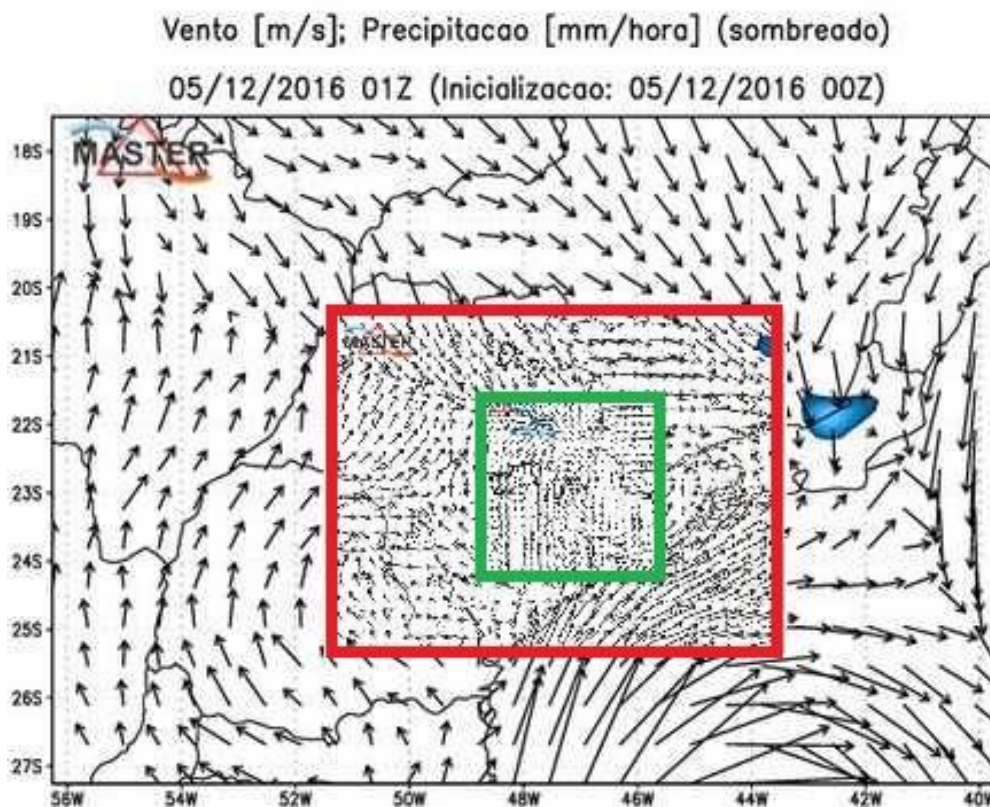 Vento [m/s]; Precipitacao [mm/hora] (sombreado)
05/12/2016 01Z (Inicializacao: 05/12/2016 00Z)
MASTER
18S
19S
20S
21S
MASTER
22S
23S
24S
25S
26S
27S
56W 54W 52W 50W 48W 46W 44W 42W 40W